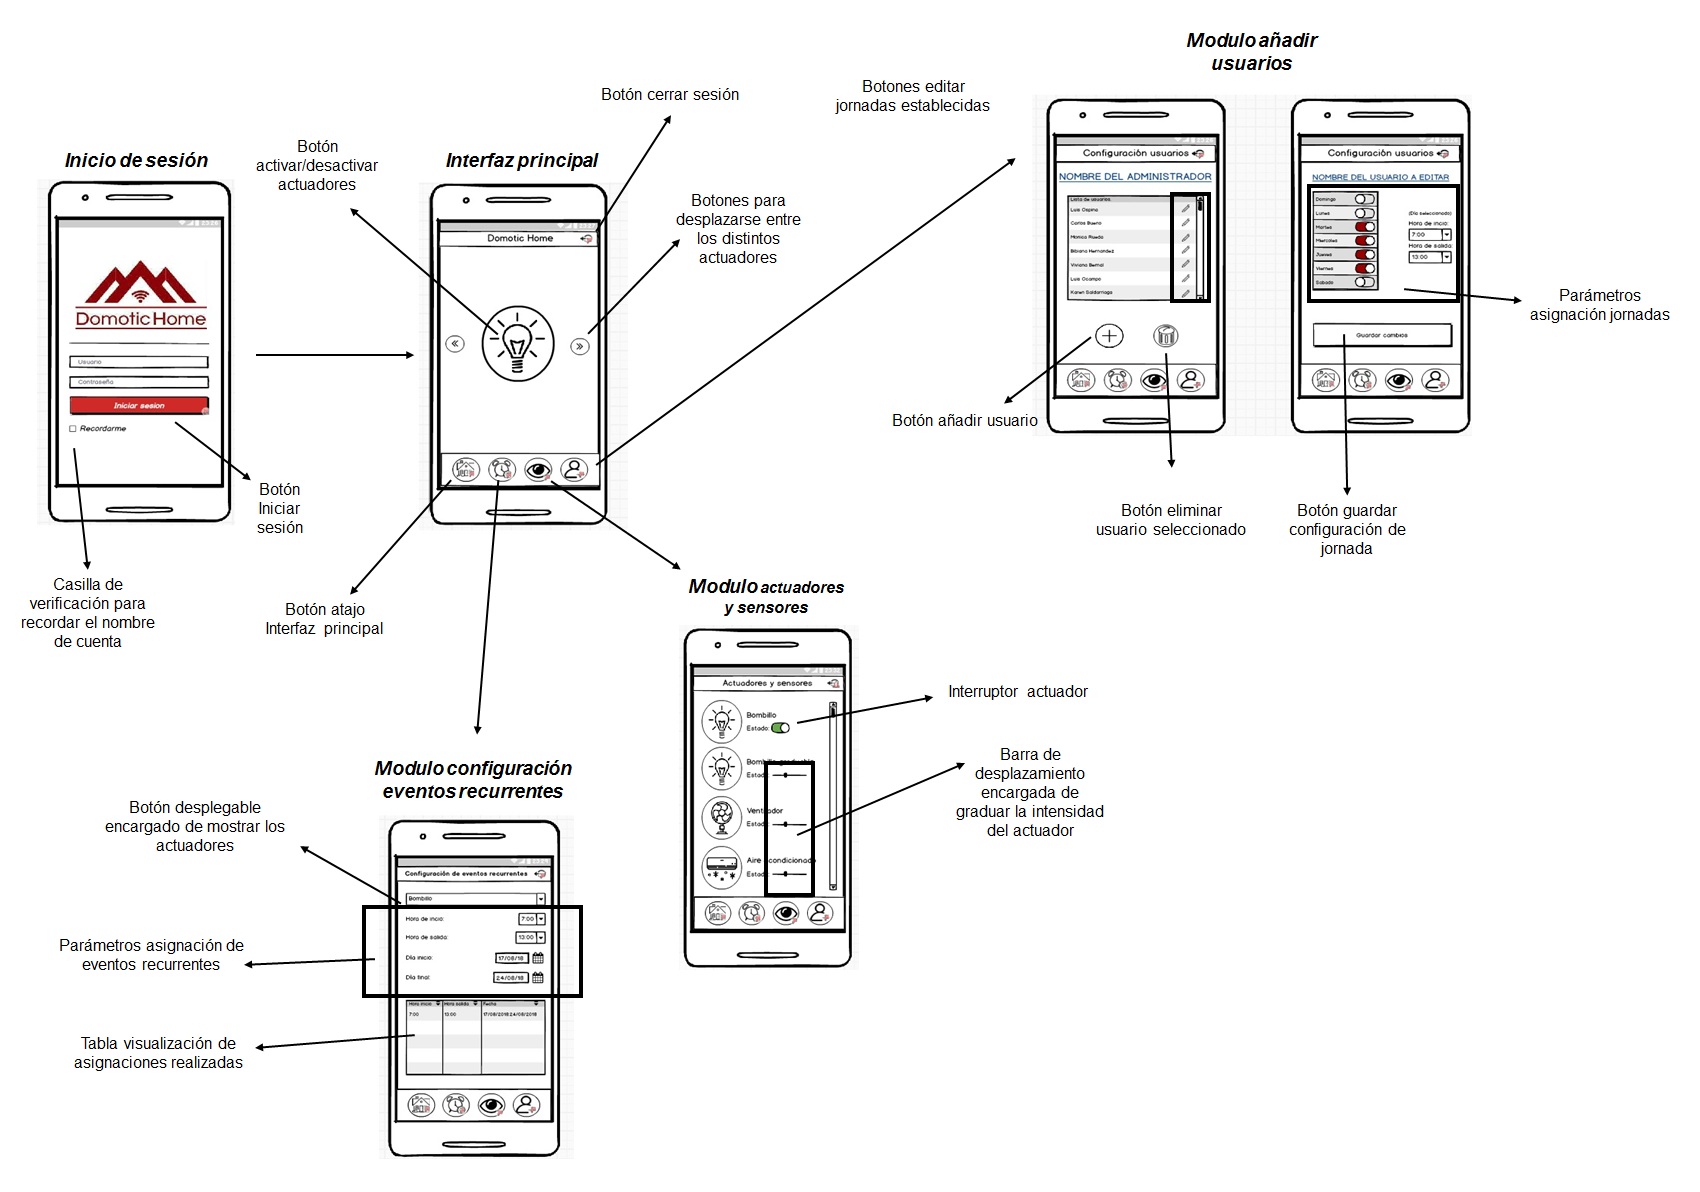 Modulo añadir
usuarios
Botones editar
jornadas establecidas
Botón cerrar sesión
Inicio de sesión
Botón
activar/desactivar
actuadores
Interfaz principal
Botones para
desplazarse entre
los distintos
actuadores
Domotic Home
Usuario
Contraseña
Iniciar sesion
Recordarme
Domotic Home
«
»
Configuración usuarios
NOMBRE DEL ADMINISTRADOR
Lista de usuarios
Luis Ospina
Carlos Bueno
Monica Rueda
Bibiana Hernandez
Viviana Bernal
Luis Ocampo
Karen Saldarriaga
Configuración usuarios
NOMBRE DEL USUARIO A EDITAR
Domingo
Lunes
Martes
Miercoles
Jueves
Viernes
Sabado
(Día seleccionado)
Hora de inicio:
7:00
Hora de salida:
13:00
Guardar cambios
Parámetros
asignación jornadas
Botón añadir usuario
Botón eliminar
usuario seleccionado
Botón guardar
configuración de
jornada
Botón
Iniciar
sesión
Casilla de
verificación para
recordar el nombre
de cuenta
Botón atajo
Interfaz principal
Modulo actuadores
y sensores
Actuadores y sensores
Bombillo
Estado:
Bombillo graduable
Estado:
Ventilador
Estado:
Aire acondicionado
Estado:
Interruptor actuador
Barra de
desplazamiento
encargada de
graduar la intensidad
del actuador
Modulo configuración
eventos recurrentes
Botón desplegable
encargado de mostrar los
actuadores
Configuración de eventos recurrentes
Bombillo
Hora de inicio: 7:00
Hora de salida: 13:00
Día inicio: 17/08/18
Día final: 24/08/18
Hora inicio Hora salida Fecha
7:00 13:00 17/08/2018 24/08/2018
Parámetros asignación de
eventos recurrentes
Tabla visualización de
asignaciones realizadas